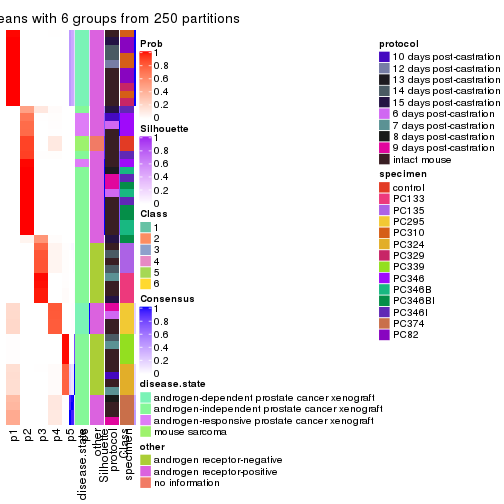 eans with 6 groups from 250 partitions
Prob
1
0.8
0.6
0.4
0.2
0
Silhouette
1
0.8
0.6
0.4
0.2
0
Class
1
2
3
4
5
6
Consensus
1
0.8
0.6
0.4
0.2
0
disease.state
androgen-dependent prostate cancer xenograft
androgen-independent prostate cancer xenograft
androgen-responsive prostate cancer xenograft
mouse sarcoma
other
androgen receptor-negative
androgen receptor-positive
no information
protocol
10 days post-castration
12 days post-castration
13 days post-castration
14 days post-castration
15 days post-castration
6 days post-castration
7 days post-castration
8 days post-castration
9 days post-castration
intact mouse
specimen
control
PC133
PC135
PC295
PC310
PC324
PC329
PC339
PC346
PC346B
PC346BI
PC346I
PC374
PC82
p1
p2
p3
p4
p5
disease.state
other
Silhouette
protocol
Class
specimen